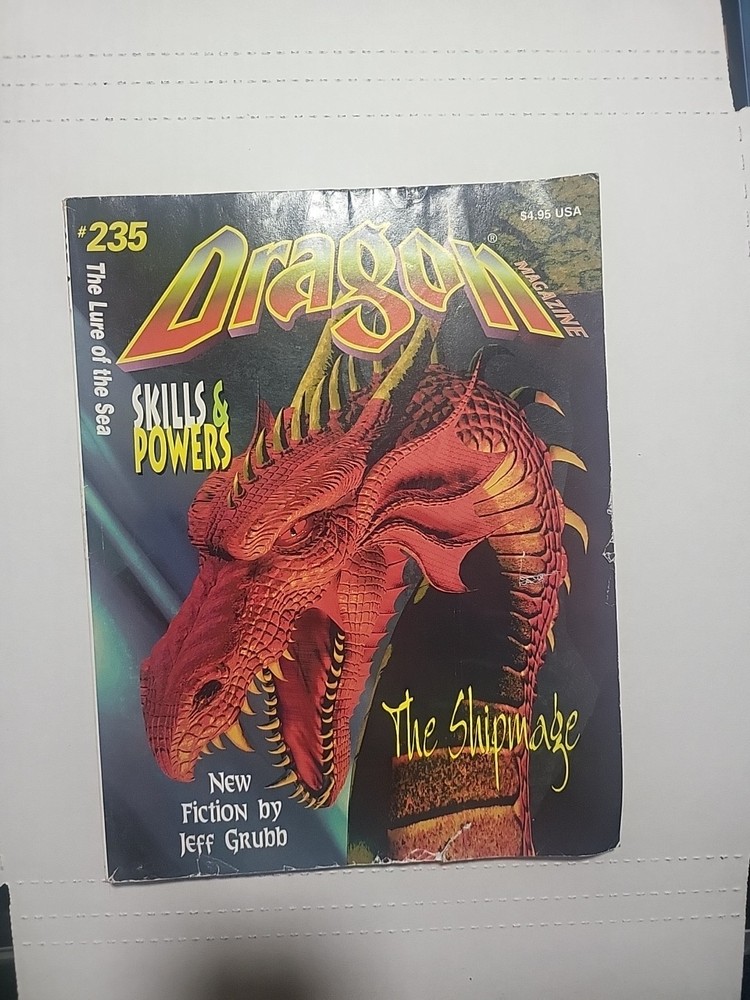 $4.95 USA
#235
Dragon®
MAGAZINE
The Lure of the Sea
SKILLS &
POWERS
The Shipmage
New
Fiction by
Jeff Grubb